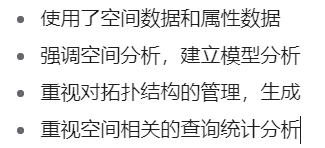 使用了空间数据和属性数据
强调空间分析，建立模型分析
重视对拓扑结构的管理，生成
重视空间相关的查询统计分析